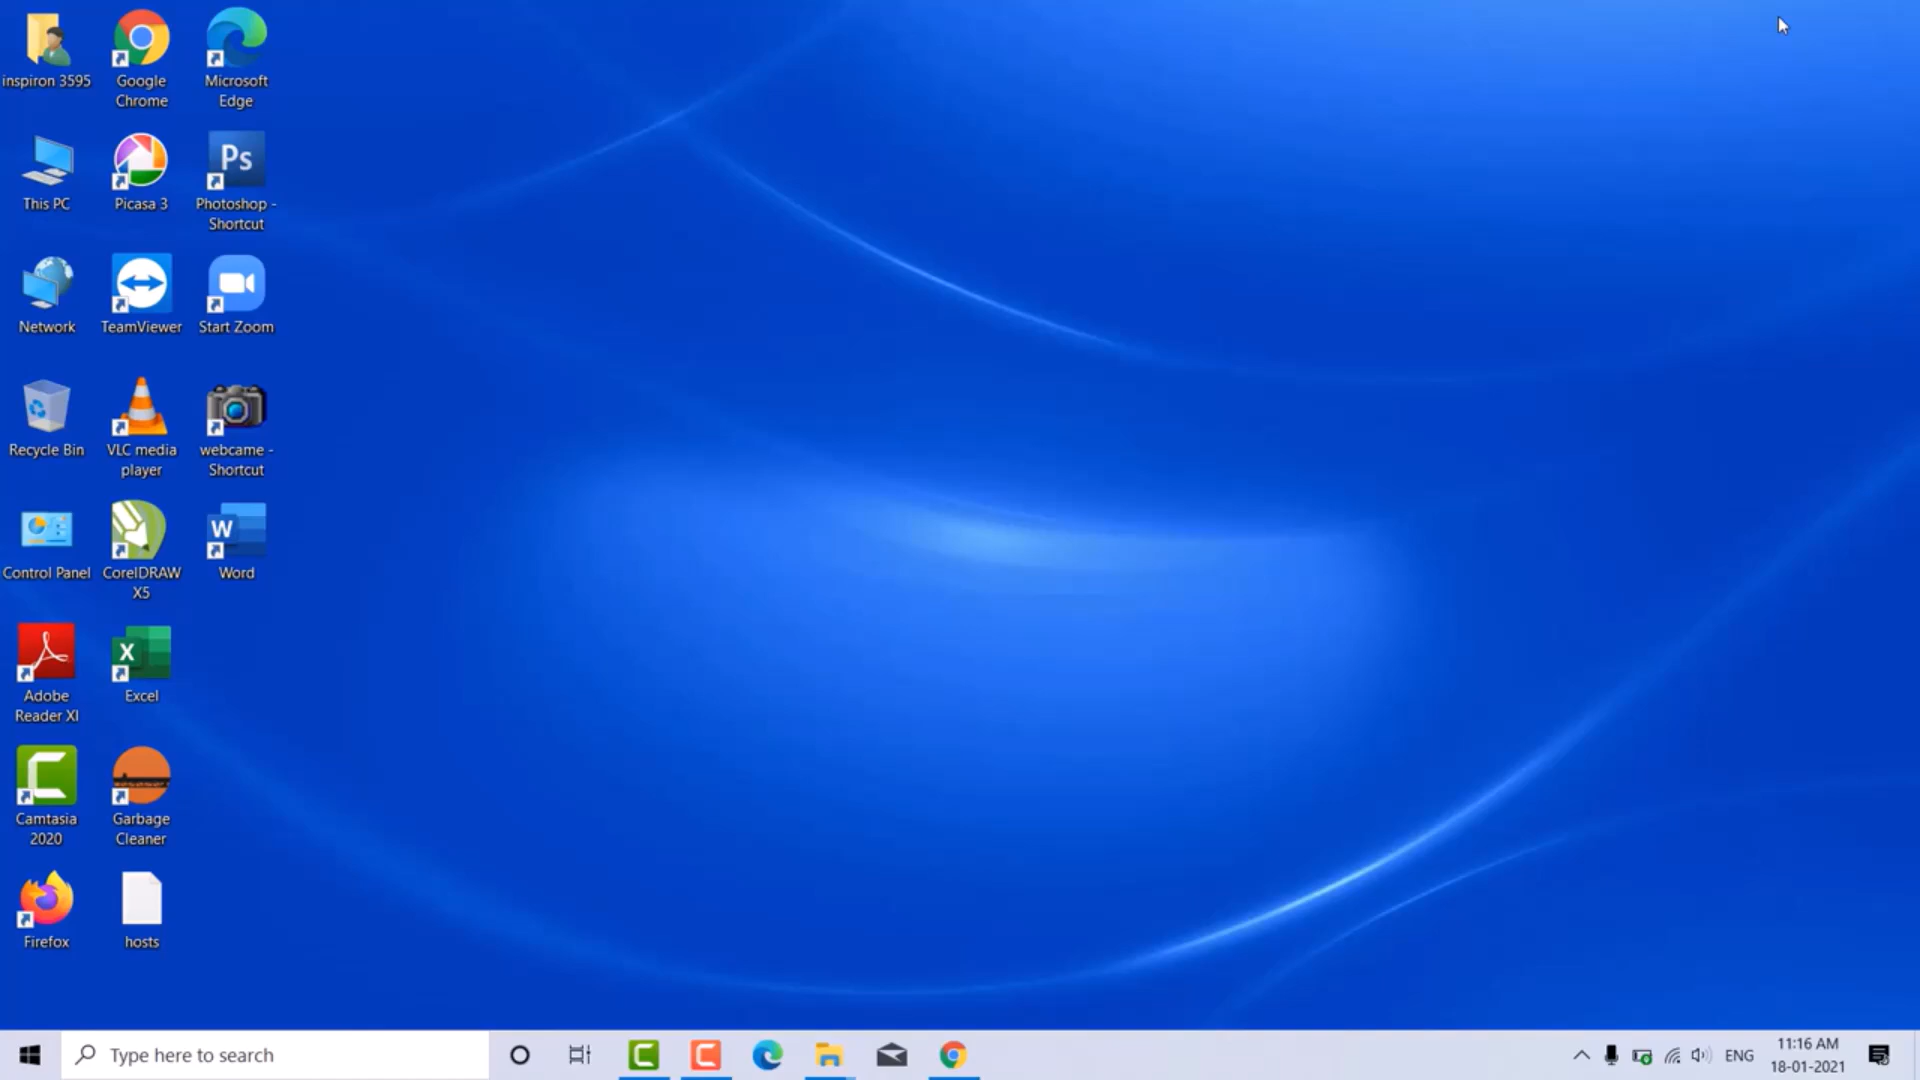 inspiron 3595
Google
Chrome
Microsoft
Edge
This PC
Picasa 3
Ps
Photoshop -
Shortcut
Network
TeamViewer
Start Zoom
Recycle Bin
VLC media
player
webcame -
Shortcut
Control Panel
CorelDRAW
X5
W
Word
Adobe
Reader XI
X
Excel
Camtasia
2020
Garbage
Cleaner
Firefox
hosts
Type here to search
ENG
11:16 AM
18-01-2021